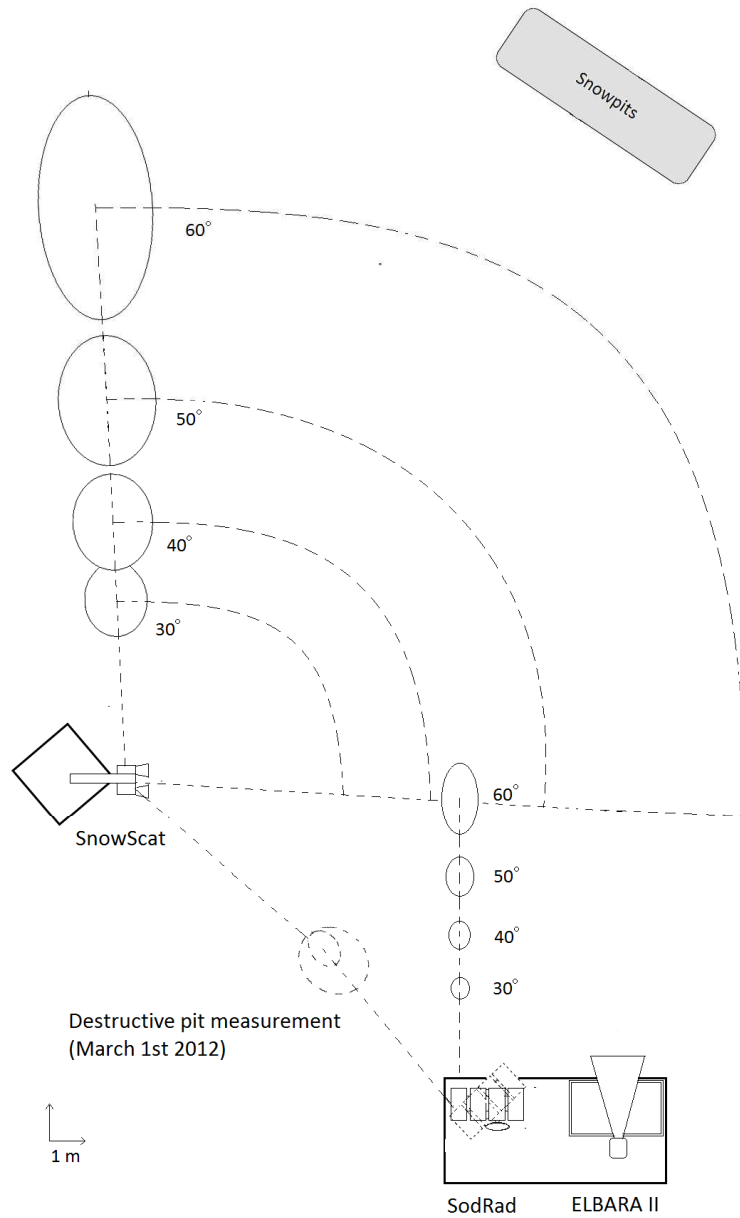 Snowpits
60°
50°
40°
30°
SnowScat
60°
50°
40°
30°
Destructive pit measurement
(March 1st 2012)
1 m
SodRad
ELBARA II